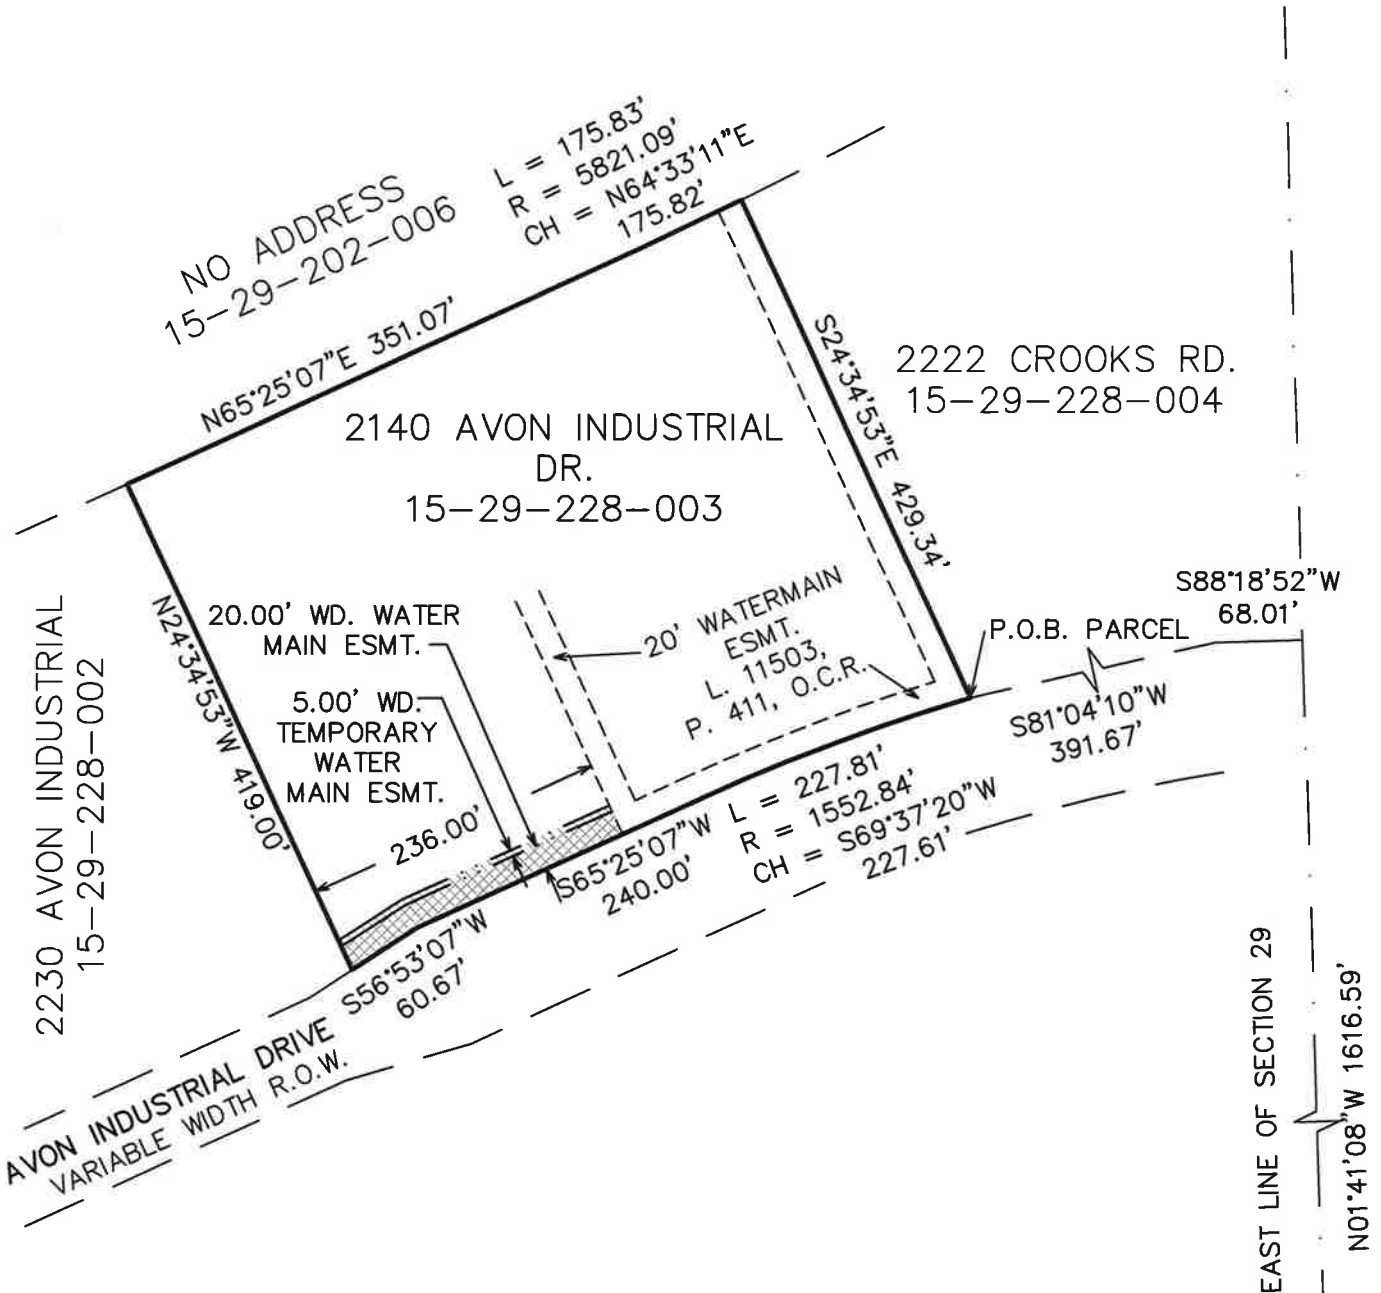 NO ADDRESS
15-29-202-006
L = 175.83'
R = 5821.09'
CH = N64°33'11"E
175.82'
N65°25'07"E 351.07'
2140 AVON INDUSTRIAL
DR.
15-29-228-003
S24°34'53"E 429.34'
2222 CROOKS RD.
15-29-228-004
S88°18'52"W
68.01'
P.O.B. PARCEL
S81°04'10"W
391.67'
20' WATERMAIN
ESMT.
L. 11503,
P. 411, O.C.R.
20.00' WD. WATER
MAIN ESMT.
5.00' WD.
TEMPORARY
WATER
MAIN ESMT.
236.00'
N24°34'53"W 419.00'
2230 AVON INDUSTRIAL
15-29-228-002
L = 227.81'
R = 1552.84'
CH = S69°37'20"W
227.61'
S65°25'07"W
240.00'
S56°53'07"W
60.67'
AVON INDUSTRIAL DRIVE
VARIABLE WIDTH R.O.W.
EAST LINE OF SECTION 29
N01°41'08"W 1616.59'